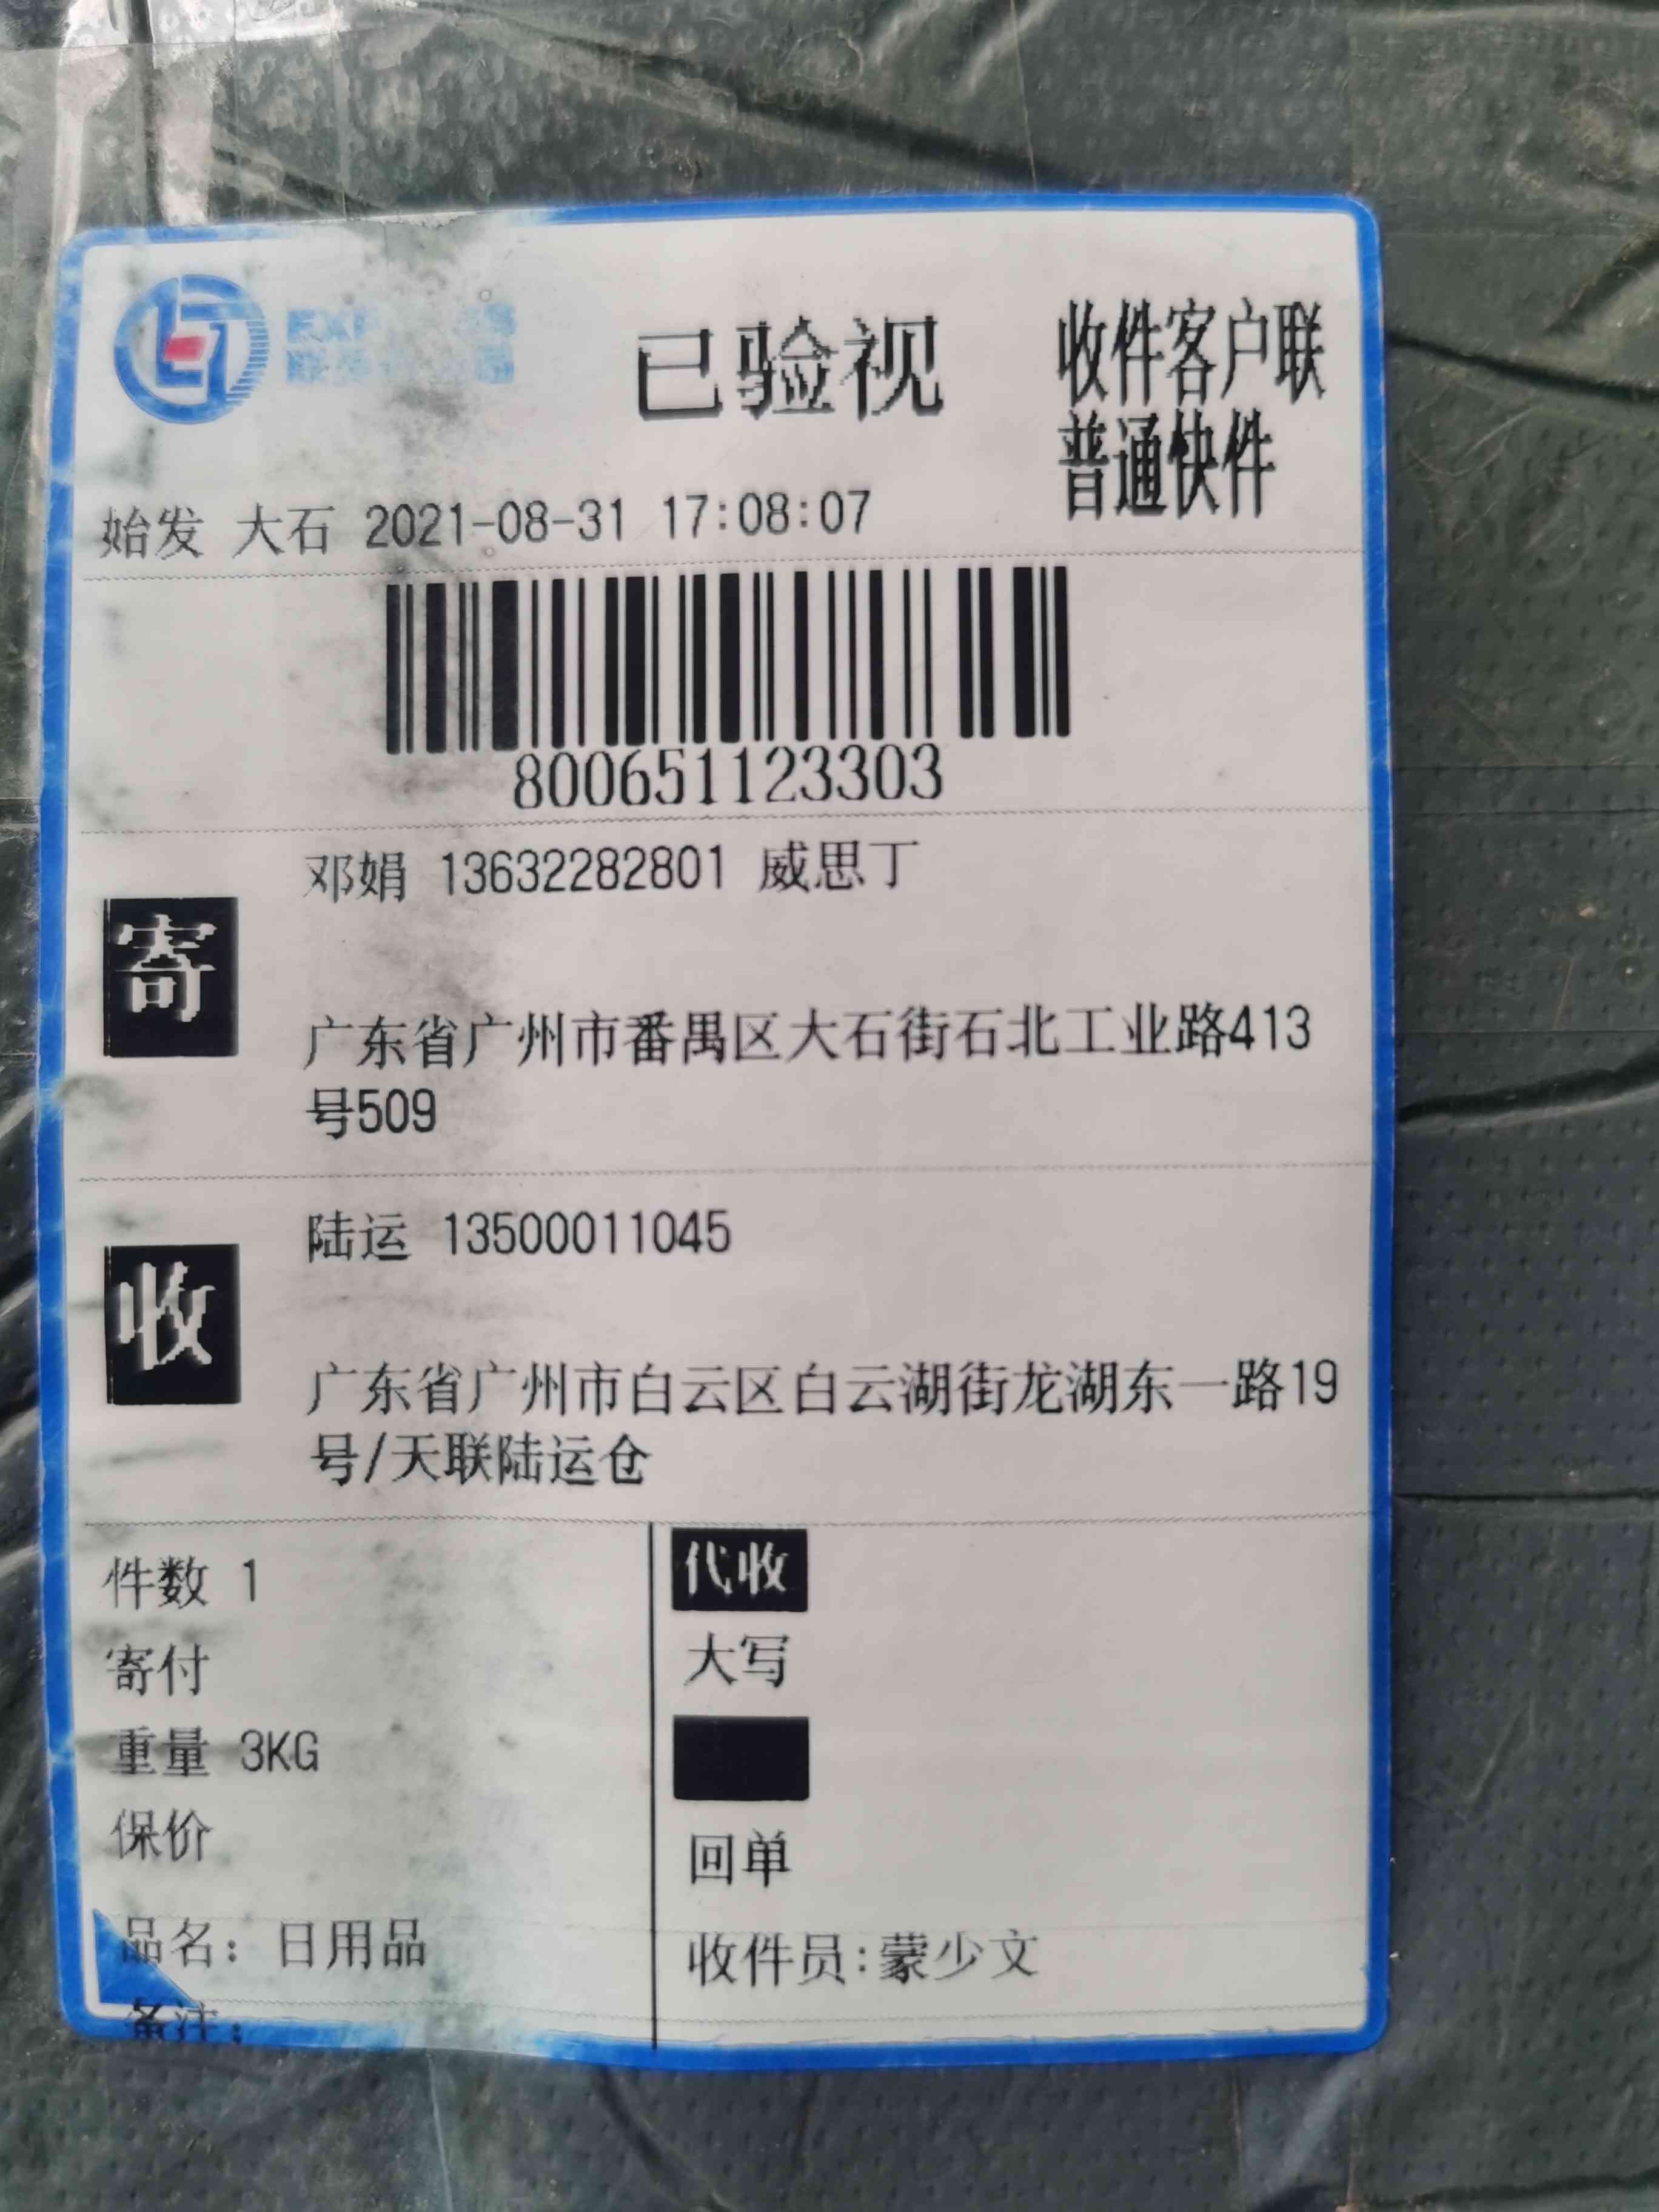 已验视
收件客户联
普通快件
始发 大石 2021-08-31 17:08:07
800651123303
寄
邓娟 13632282801 威思丁
广东省广州市番禺区大石街石北工业路413
号509
收
陆运 13500011045
广东省广州市白云区白云湖街龙湖东一路19
号/天联陆运仓
件数 1
寄付
重量 3KG
保价
品名: 日用品
备注:
代收
大写
回单
收件员:蒙少文